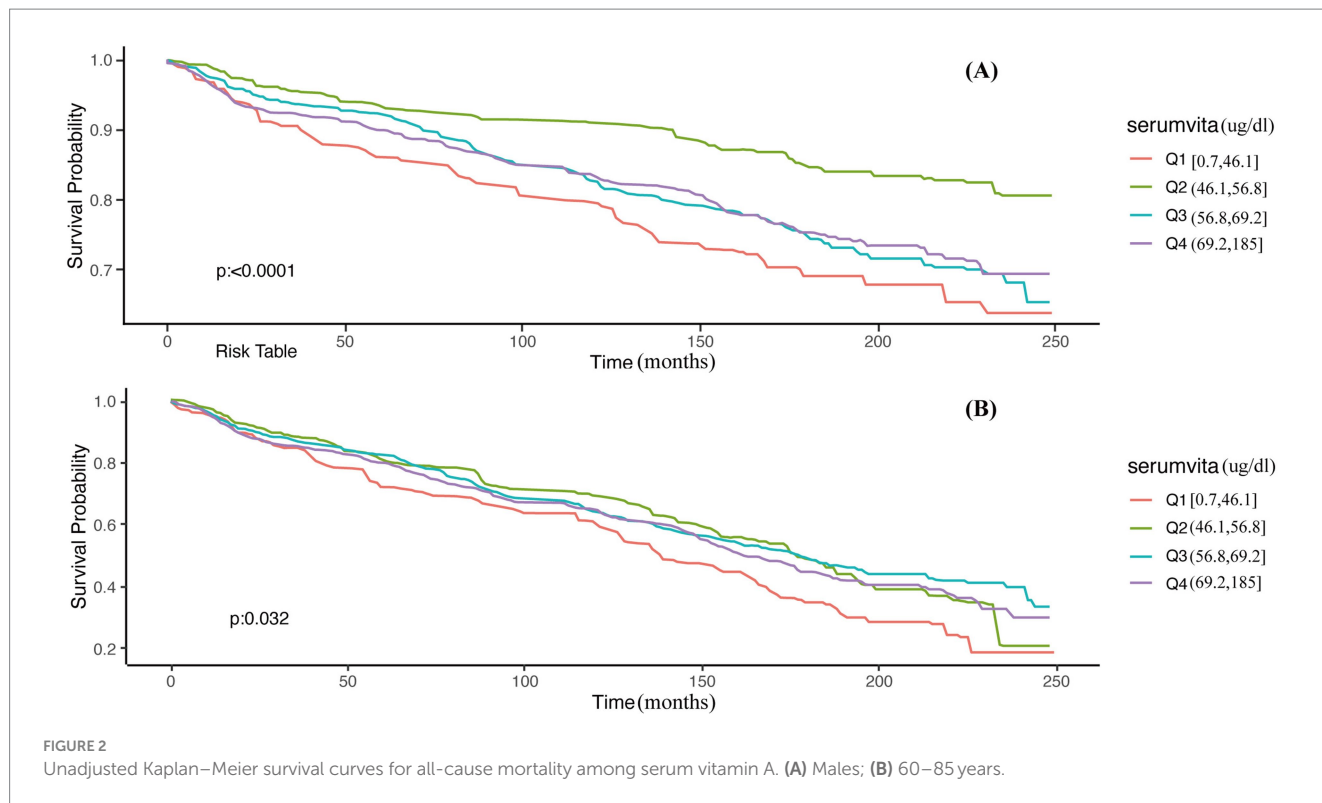 (A)
Survival Probability
1.0
0.9
0.8
0.7
p:<0.0001
0
50
100
150
200
250
Risk Table
Time (months)
serumvita (ug/dl)
Q1 [0.7,46.1]
Q2 (46.1,56.8]
Q3 (56.8,69.2]
Q4 (69.2,185]
(B)
Survival Probability
1.0
0.8
0.6
0.4
0.2
p:0.032
0
50
100
150
200
250
Time (months)
serumvita (ug/dl)
Q1 [0.7,46.1]
Q2 (46.1,56.8]
Q3 (56.8,69.2]
Q4 (69.2,185]
FIGURE 2
Unadjusted Kaplan–Meier survival curves for all-cause mortality among serum vitamin A. (A) Males; (B) 60–85 years.